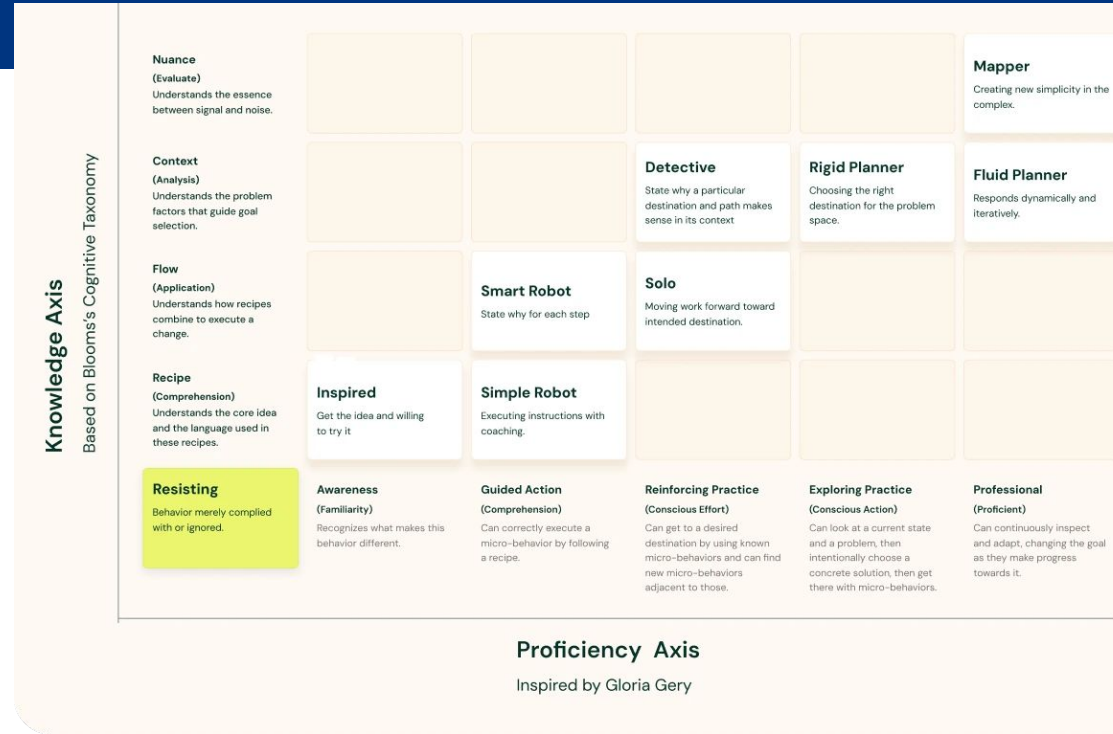 Nuance
(Evaluate)
Understands the essence
between signal and noise.
Mapper
Creating new simplicity in the
complex.
Context
(Analysis)
Understands the problem
factors that guide goal
selection.
Detective
State why a particular
destination and path makes
sense in its context
Rigid Planner
Choosing the right
destination for the problem
space.
Fluid Planner
Responds dynamically and
iteratively.
Flow
(Application)
Understands how recipes
combine to execute a
change.
Smart Robot
State why for each step
Solo
Moving work forward toward
intended destination.
Recipe
(Comprehension)
Understands the core idea
and the language used in
these recipes.
Inspired
Get the idea and willing
to try it
Simple Robot
Executing instructions with
coaching.
Resisting
Behavior merely complied
with or ignored.
Awareness
(Familiarity)
Recognizes what makes this
behavior different.
Guided Action
(Comprehension)
Can correctly execute a
micro-behavior by following
a recipe.
Reinforcing Practice
(Conscious Effort)
Can get to a desired
destination by using known
micro-behaviors and can find
new micro-behaviors
adjacent to those.
Exploring Practice
(Conscious Action)
Can look at a current state
and a problem, then
intentionally choose a
concrete solution, then get
there with micro-behaviors.
Professional
(Proficient)
Can continuously inspect
and adapt, changing the goal
as they make progress
towards it.
Knowledge Axis
Based on Blooms's Cognitive Taxonomy
Proficiency Axis
Inspired by Gloria Gery